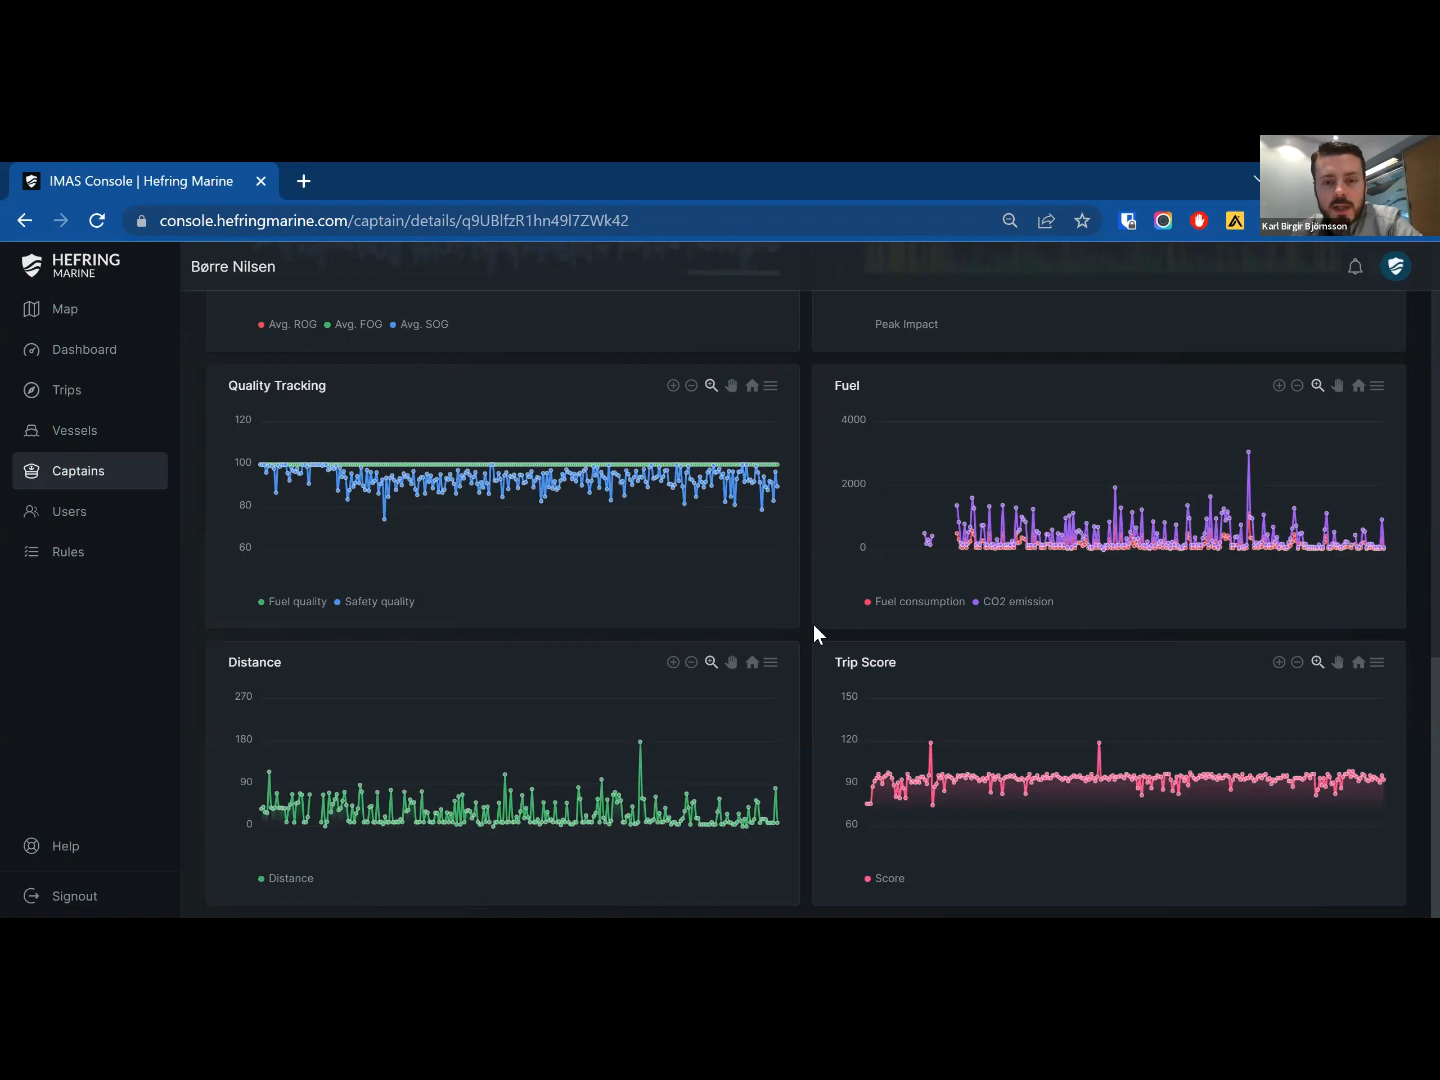 IMAS Console | Hefring Marine
console.hefringmarine.com/captain/details/q9UBlfzR1hn49l7ZWk42
Karl Birgir Björnsson
HEFRING
MARINE
Børre Nilsen
Map
Dashboard
Trips
Vessels
Captains
Users
Rules
Help
Signout
Avg. ROG Avg. FOG Avg. SOG
Peak Impact
Quality Tracking
120
100
80
60
Fuel quality Safety quality
Fuel
4000
2000
0
Fuel consumption CO2 emission
Distance
270
180
90
0
Distance
Trip Score
150
120
90
60
Score